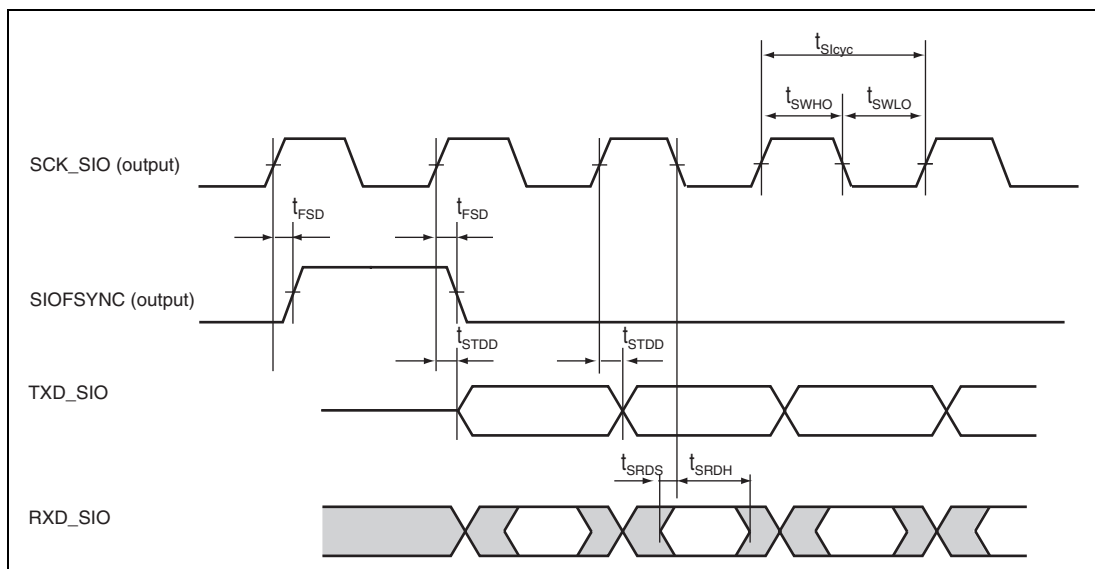 tSIcyc
tSWHO tSWLO
SCK_SIO (output)
tFSD tFSD
SIOFSYNC (output)
tSTDD tSTDD
TXD_SIO
tSRDS tSRDH
RXD_SIO